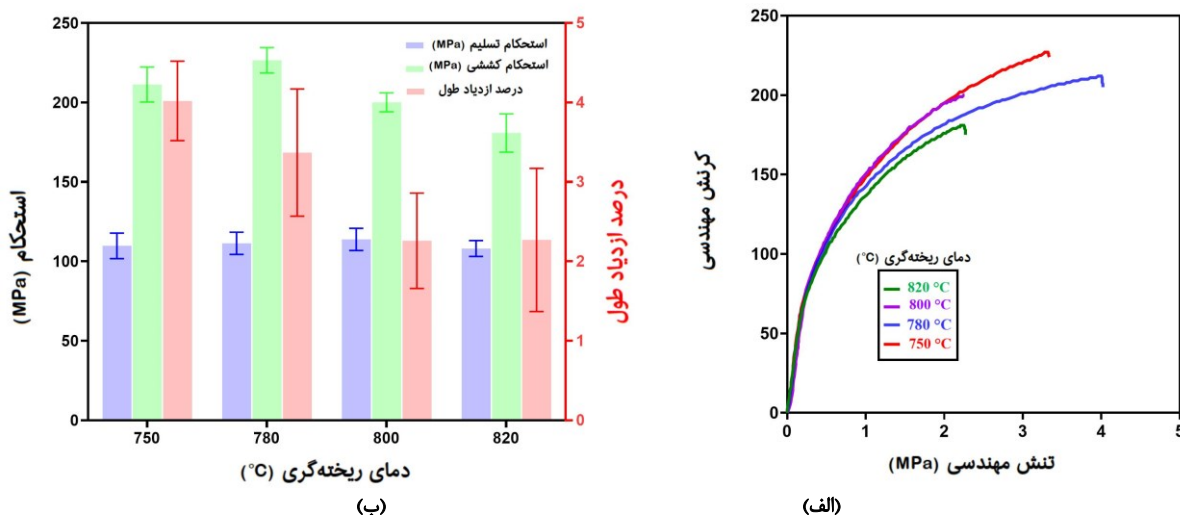 250
200
150
100
50
0
استحکام (MPa)
استحکام تسلیم (MPa)
استحکام کششی (MPa)
درصد ازدیاد طول
5
4
3
2
1
0
درصد ازدیاد طول
750 780 800 820
دمای ریخته‌گری (°C)
(ب)
250
200
150
100
50
0
کرنش مهندسی
دمای ریخته‌گری (°C)
820 °C
800 °C
780 °C
750 °C
0 1 2 3 4 5
تنش مهندسی (MPa)
(الف)